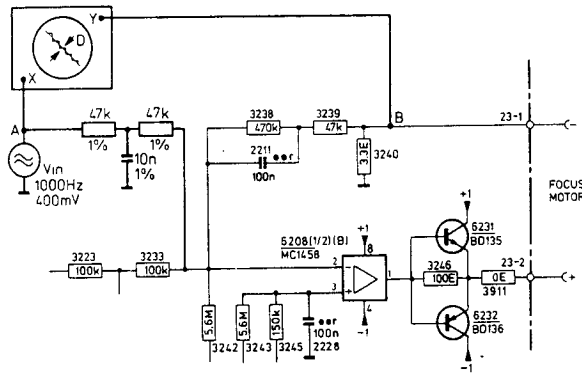 Y
D
X
A
47k
1%
47k
1%
10n
1%
Vin
1000Hz
400mV
3238
470k
3239
47k
B
23-1
2211
100n
3.3E
3240
FOCUS
MOTOR
+1
6231
BD135
6208(1/2)(B)
MC1458
8
3223
100k
3233
100k
2
3
1
4
-1
3246
100E
23-2
0E
3911
+
6232
BD136
-1
5.6M
3242
5.6M
3243
150k
3245
100n
2228
+1